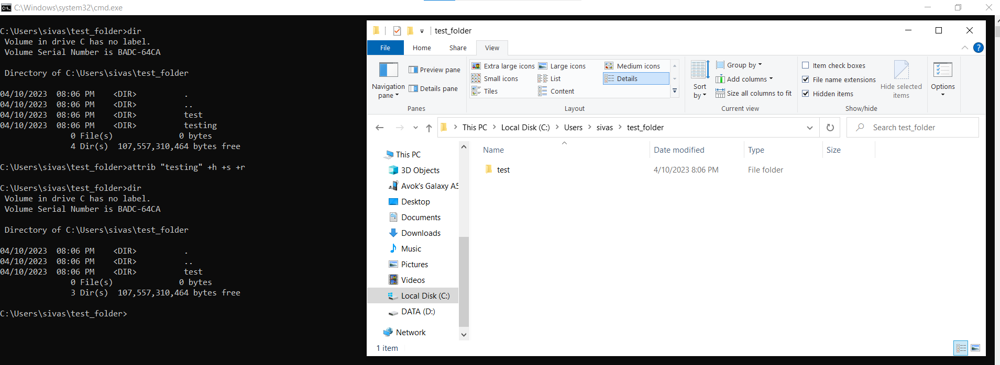 C:\Windows\system32\cmd.exe
C:\Users\sivas\test_folder>dir
Volume in drive C has no label.
Volume Serial Number is BADC-64CA
Directory of C:\Users\sivas\test_folder
04/10/2023  08:06 PM    <DIR>          .
04/10/2023  08:06 PM    <DIR>          ..
04/10/2023  08:06 PM    <DIR>          test
04/10/2023  08:06 PM    <DIR>          testing
0 File(s)              0 bytes
4 Dir(s)  107,557,310,464 bytes free
C:\Users\sivas\test_folder>attrib "testing" +h +s +r
C:\Users\sivas\test_folder>dir
Volume in drive C has no label.
Volume Serial Number is BADC-64CA
Directory of C:\Users\sivas\test_folder
04/10/2023  08:06 PM    <DIR>          .
04/10/2023  08:06 PM    <DIR>          ..
04/10/2023  08:06 PM    <DIR>          test
0 File(s)              0 bytes
3 Dir(s)  107,557,310,464 bytes free
C:\Users\sivas\test_folder>
test_folder
File Home Share View ?
Navigation pane
Preview pane
Details pane
Panes
Extra large icons Large icons Medium icons
Small icons List Details
Tiles Content
Layout
Sort by
Group by
Add columns
Size all columns to fit
Current view
Item check boxes
File name extensions
Hidden items
Hide selected items
Show/hide
Options
This PC > Local Disk (C:) > Users > sivas > test_folder
Search test_folder
This PC
3D Objects
Avok's Galaxy A5
Desktop
Documents
Downloads
Music
Pictures
Videos
Local Disk (C:)
DATA (D:)
Network
Name Date modified Type Size
test 4/10/2023 8:06 PM File folder
1 item